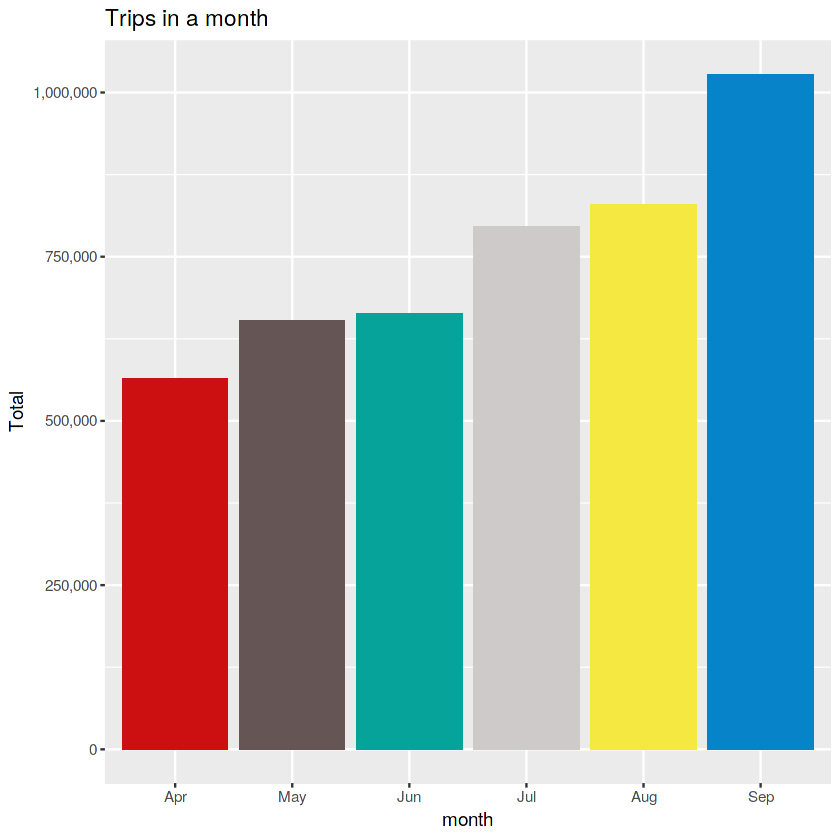 Trips in a month
1,000,000
750,000
500,000
250,000
0
Total
Apr May Jun Jul Aug Sep
month